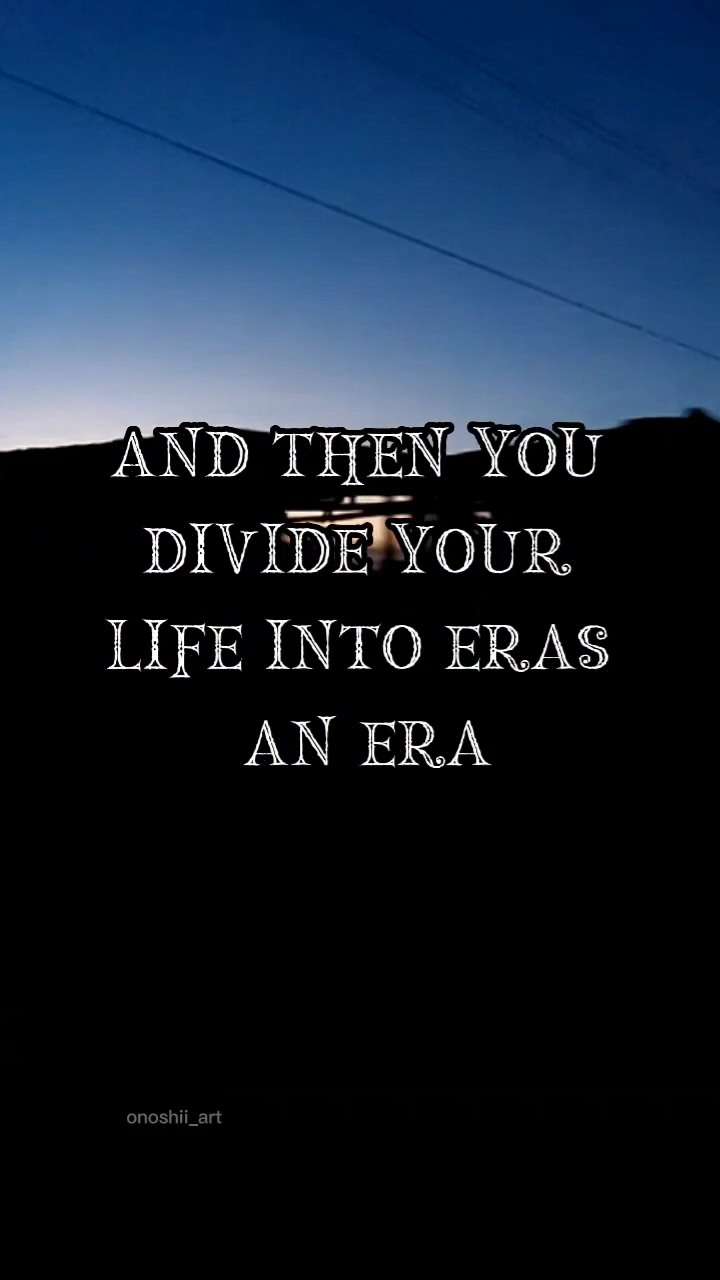 AND THEN YOU
DIVIDE YOUR
LIFE INTO ERAS
AN ERA
onoshii_art